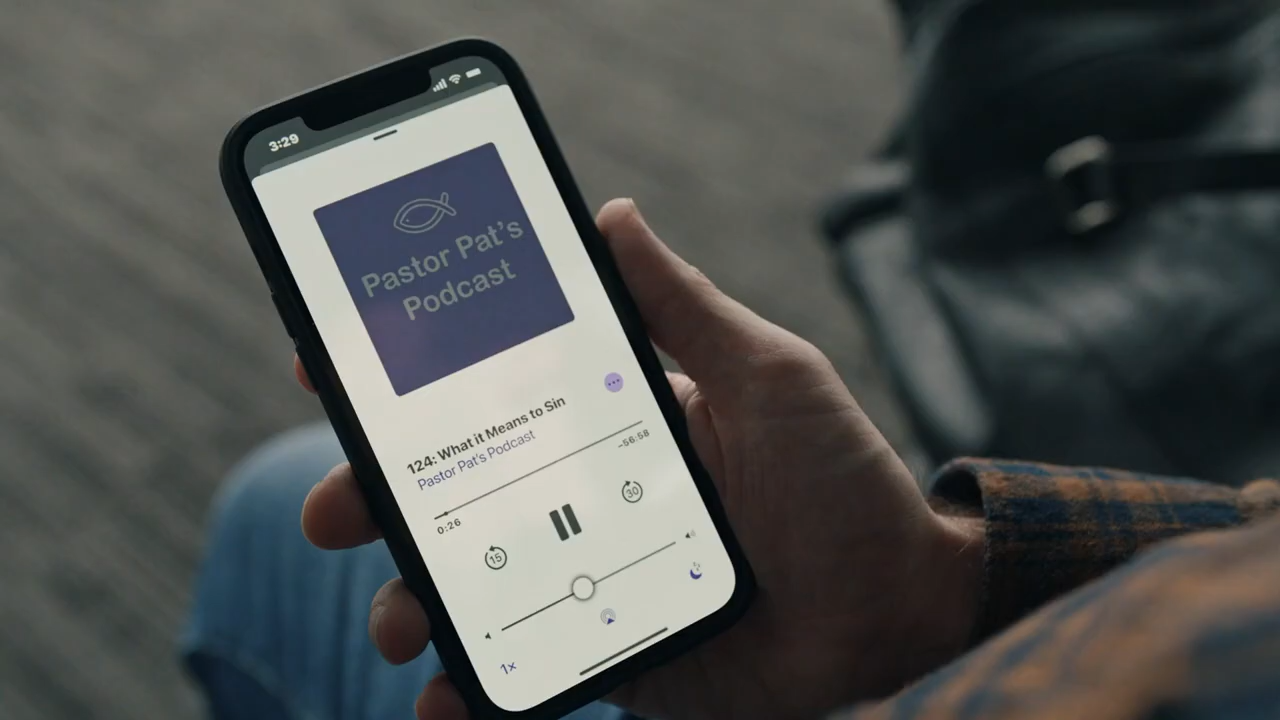 3:29
Pastor Pat's
Podcast
124: What it Means to Sin
Pastor Pat's Podcast
0:26
-56:58
15
30
1x